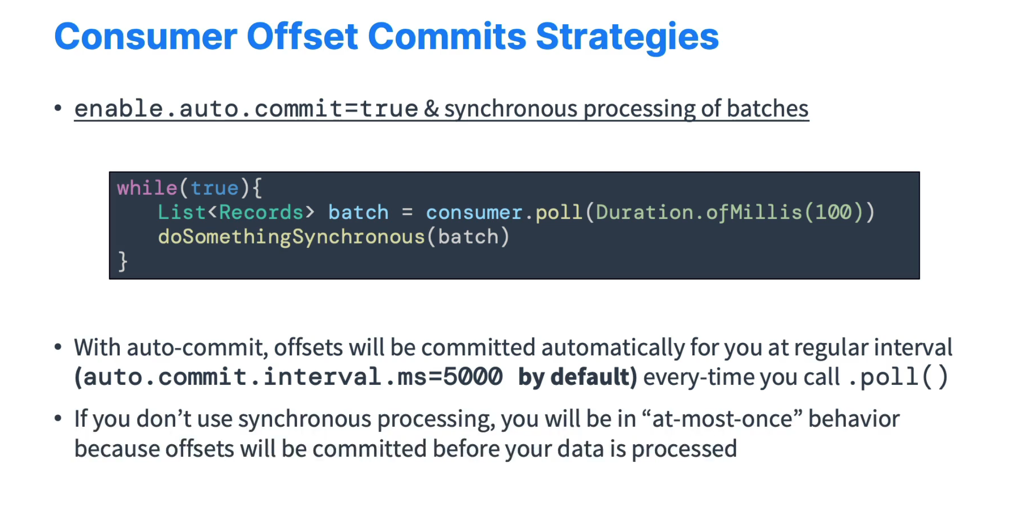 Consumer Offset Commits Strategies
• enable.auto.commit=true & synchronous processing of batches
while(true){
List<Records> batch = consumer.poll(Duration.ofMillis(100))
doSomethingSynchronous(batch)
}
• With auto-commit, offsets will be committed automatically for you at regular interval
(auto.commit.interval.ms=5000 by default) every-time you call .poll()
• If you don’t use synchronous processing, you will be in “at-most-once” behavior
because offsets will be committed before your data is processed